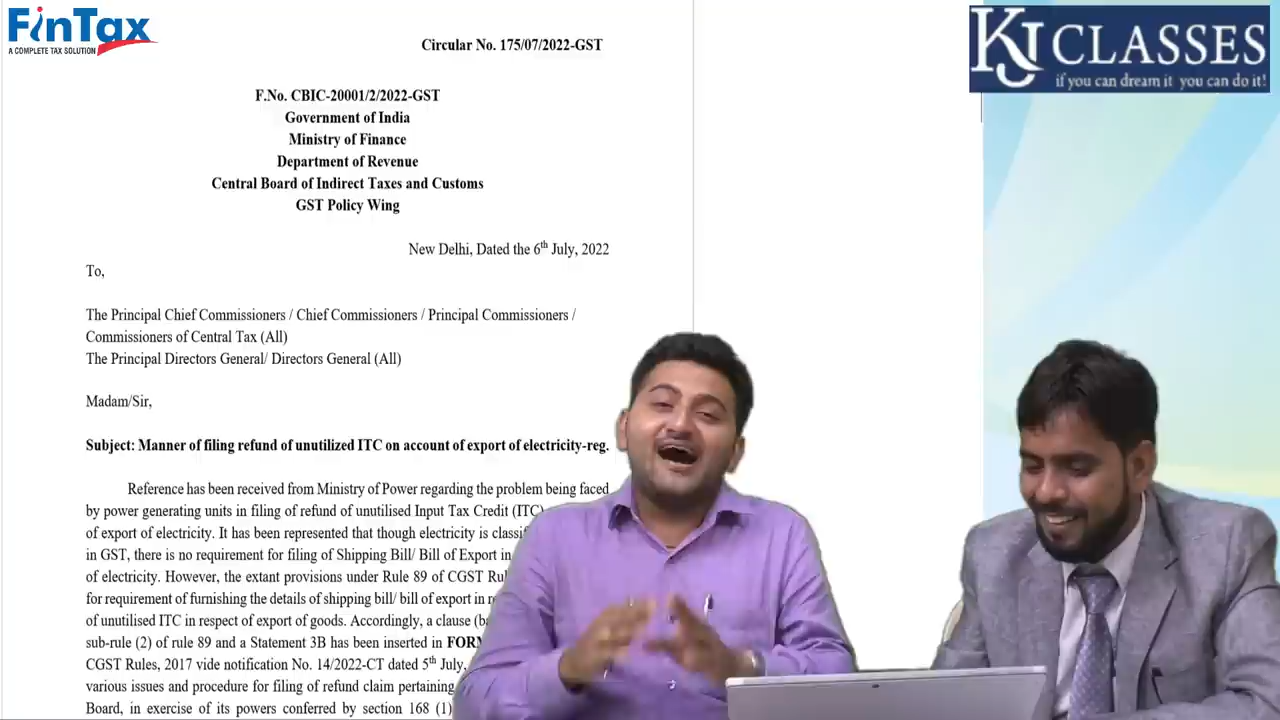 FinTax
A COMPLETE TAX SOLUTION
KJ CLASSES
if you can dream it you can do it!
Circular No. 175/07/2022-GST
F.No. CBIC-20001/2/2022-GST
Government of India
Ministry of Finance
Department of Revenue
Central Board of Indirect Taxes and Customs
GST Policy Wing
New Delhi, Dated the 6th July, 2022
To,
The Principal Chief Commissioners / Chief Commissioners / Principal Commissioners /
Commissioners of Central Tax (All)
The Principal Directors General/ Directors General (All)
Madam/Sir,
Subject: Manner of filing refund of unutilized ITC on account of export of electricity-reg.
Reference has been received from Ministry of Power regarding the problem being faced
by power generating units in filing of refund of unutilised Input Tax Credit (ITC)
of export of electricity. It has been represented that though electricity is
in GST, there is no requirement for filing of Shipping Bill/ Bill of Export in
of electricity. However, the extant provisions under Rule 89 of CGST
for requirement of furnishing the details of shipping bill/ bill of export in
of unutilised ITC in respect of export of goods. Accordingly, a clause
sub-rule (2) of rule 89 and a Statement 3B has been inserted in
CGST Rules, 2017 vide notification No. 14/2022-CT dated 5th July,
various issues and procedure for filing of refund claim pertaining
Board, in exercise of its powers conferred by section 168 (1)